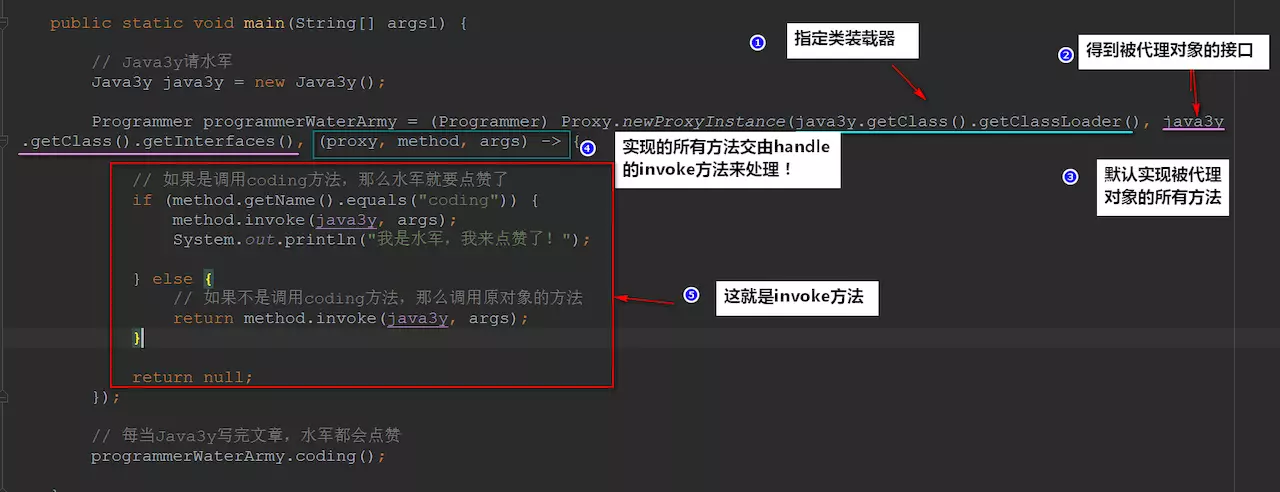 public static void main(String[] args1) {
① 指定类装载器
② 得到被代理对象的接口
// Java3y请水军
Java3y java3y = new Java3y();
Programmer programmerWaterArmy = (Programmer) Proxy.newProxyInstance(java3y.getClass().getClassLoader(), java3y
.getClass().getInterfaces(), (proxy, method, args) -> {
④ 实现的所有方法交由handle
的invoke方法来处理！
③ 默认实现被代理
对象的所有方法
// 如果是调用coding方法，那么水军就要点赞了
if (method.getName().equals("coding")) {
method.invoke(java3y, args);
System.out.println("我是水军，我来点赞了！");
} else {
// 如果不是调用coding方法，那么调用原对象的方法
return method.invoke(java3y, args);
}
⑤ 这就是invoke方法
return null;
});
// 每当Java3y写完文章，水军都会点赞
programmerWaterArmy.coding();